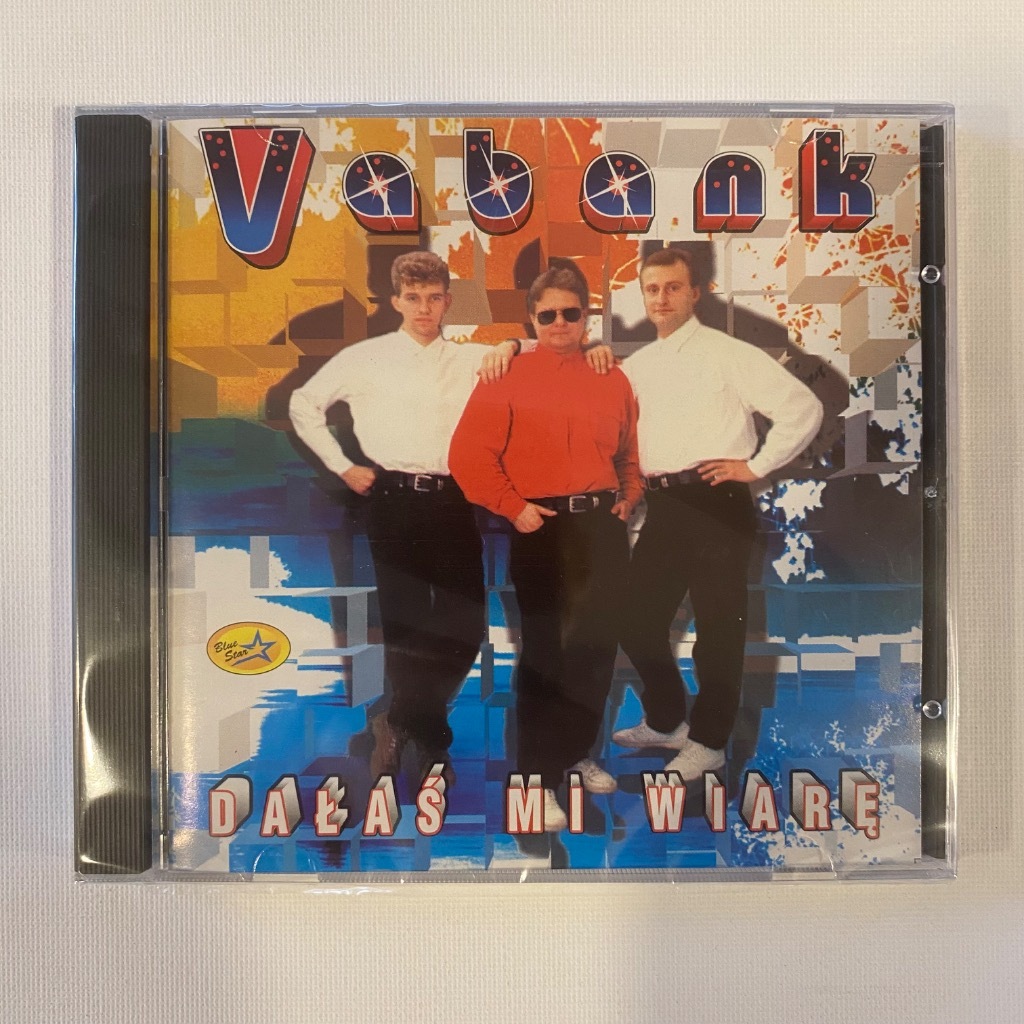 Vabank
Blue
Star
DAŁAŚ MI WIARĘ